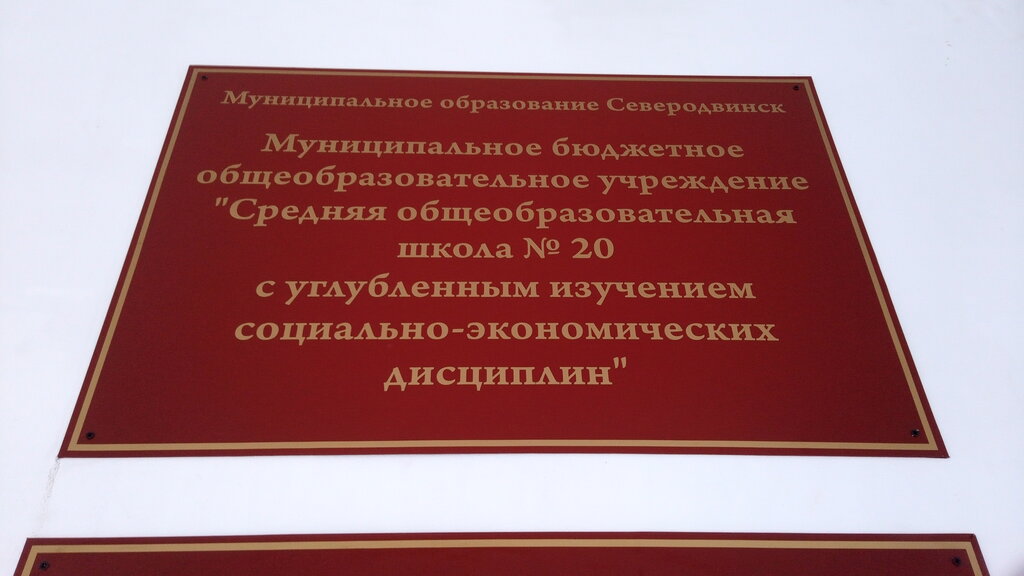 Муниципальное образование Северодвинск
Муниципальное бюджетное
общеобразовательное учреждение
"Средняя общеобразовательная
школа № 20
с углубленным изучением
социально-экономических
дисциплин"